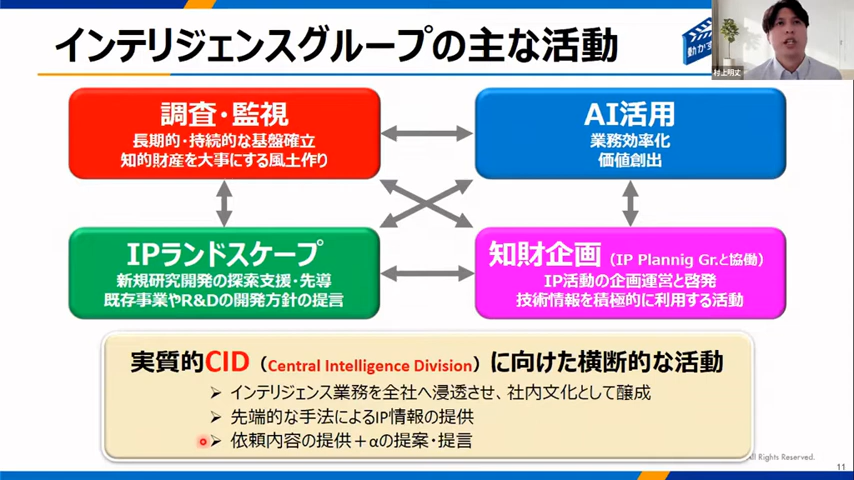 インテリジェンスグループの主な活動
動かす
村上明丈
調査・監視
長期的・持続的な基盤確立
知的財産を大事にする風土作り
AI活用
業務効率化
価値創出
IPランドスケープ
新規研究開発の探索支援・先導
既存事業やR&Dの開発方針の提言
知財企画（IP Plannig Gr.と協働）
IP活動の企画運営と啓発
技術情報を積極的に利用する活動
実質的CID（Central Intelligence Division）に向けた横断的な活動
➢ インテリジェンス業務を全社へ浸透させ、社内文化として醸成
➢ 先端的な手法によるIP情報の提供
➢ 依頼内容の提供＋αの提案・提言
All Rights Reserved.
11